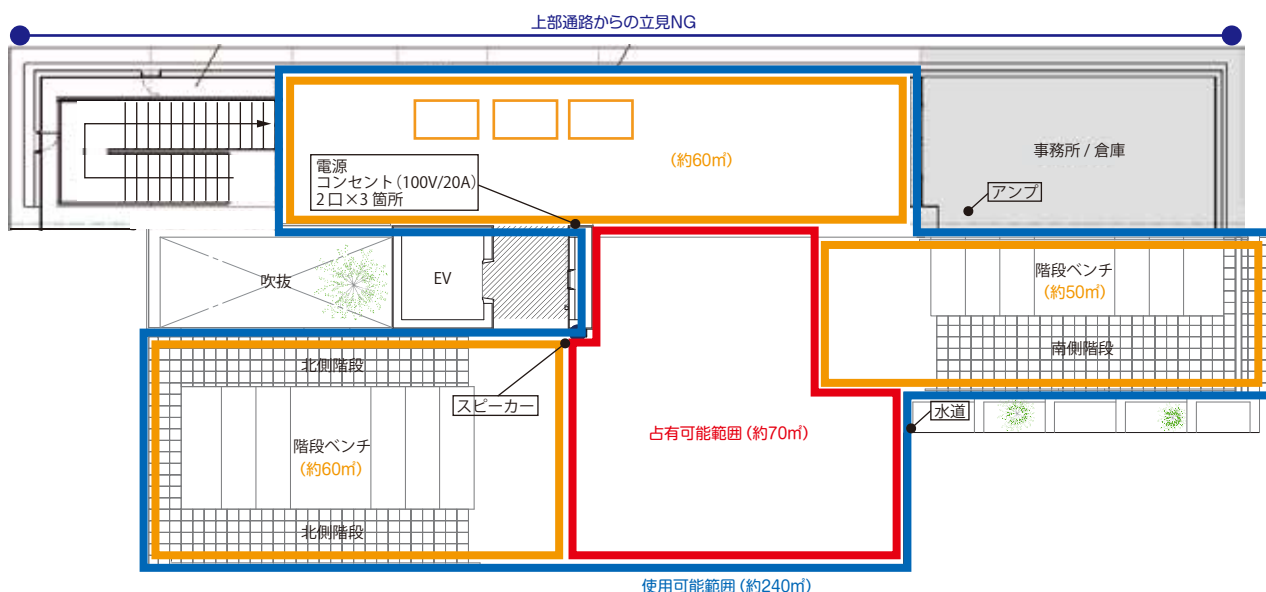 上部通路からの立見NG
電源
コンセント(100V/20A)
2口×3箇所
(約60㎡)
事務所 / 倉庫
アンプ
吹抜
EV
階段ベンチ
(約50㎡)
南側階段
北側階段
スピーカー
水道
占有可能範囲 (約70㎡)
階段ベンチ
(約60㎡)
北側階段
使用可能範囲 (約240㎡)